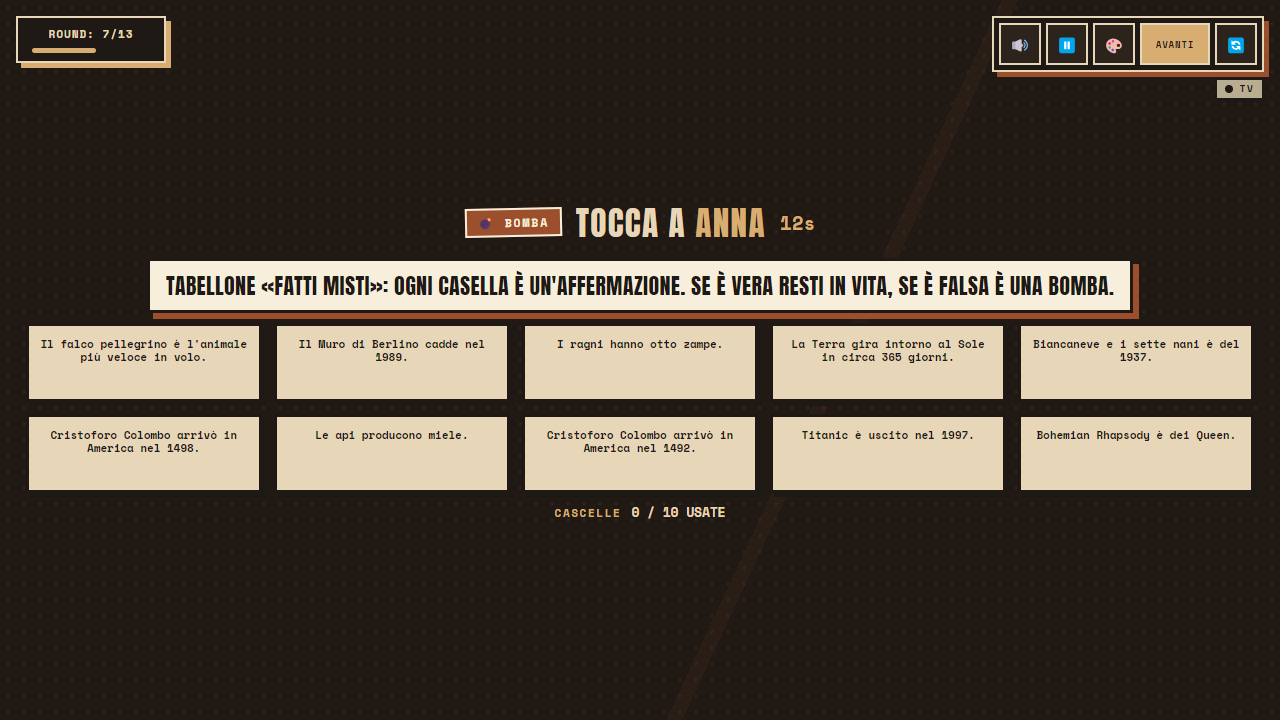 ROUND: 7/13
AVANTI
TV
BOMBA
TOCCA A ANNA
12s
TABELLONE «FATTI MISTI»: OGNI CASELLA È UN'AFFERMAZIONE. SE È VERA RESTI IN VITA, SE È FALSA È UNA BOMBA.
Il falco pellegrino è l'animale
più veloce in volo.
Il Muro di Berlino cadde nel
1989.
I ragni hanno otto zampe.
La Terra gira intorno al Sole
in circa 365 giorni.
Biancaneve e i sette nani è del
1937.
Cristoforo Colombo arrivò in
America nel 1498.
Le api producono miele.
Cristoforo Colombo arrivò in
America nel 1492.
Titanic è uscito nel 1997.
Bohemian Rhapsody è dei Queen.
CASCELLE 0 / 10 USATE